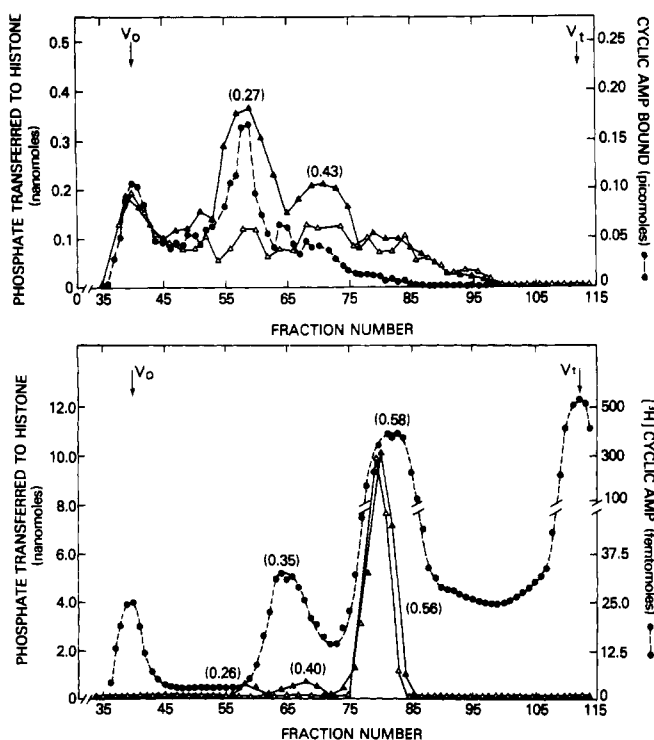 PHOSPHATE TRANSFERRED TO HISTONE
(nanomoles)
0.5
0.4
0.3
0.2
0.1
0
Vo
Vt
(0.27)
(0.43)
0.25
0.20
0.15
0.10
0.05
0
CYCLIC AMP BOUND (picomoles)
0 35 45 55 65 75 85 95 105 115
FRACTION NUMBER
PHOSPHATE TRANSFERRED TO HISTONE
(nanomoles)
12.0
10.0
8.0
6.0
4.0
2.0
0
Vo
Vt
(0.58)
(0.35)
(0.56)
(0.26)
(0.40)
500
300
100
37.5
25.0
12.5
0
[³H] CYCLIC AMP (femtomoles)
35 45 55 65 75 85 95 105 115
FRACTION NUMBER